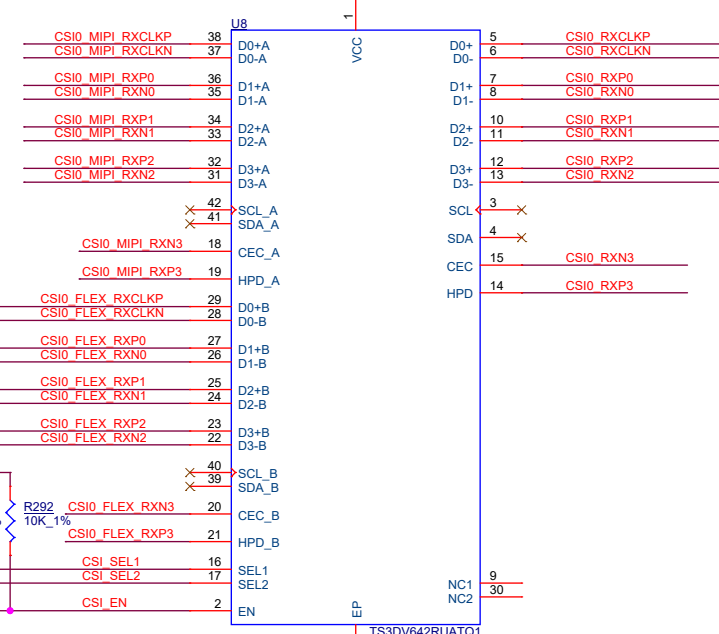 U8
1
VCC
CSI0_MIPI_RXCLKP 38 D0+A D0+ 5 CSI0_RXCLKP
CSI0_MIPI_RXCLKN 37 D0-A D0- 6 CSI0_RXCLKN
CSI0_MIPI_RXP0 36 D1+A D1+ 7 CSI0_RXP0
CSI0_MIPI_RXN0 35 D1-A D1- 8 CSI0_RXN0
CSI0_MIPI_RXP1 34 D2+A D2+ 10 CSI0_RXP1
CSI0_MIPI_RXN1 33 D2-A D2- 11 CSI0_RXN1
CSI0_MIPI_RXP2 32 D3+A D3+ 12 CSI0_RXP2
CSI0_MIPI_RXN2 31 D3-A D3- 13 CSI0_RXN2
42 SCL_A SCL 3
41 SDA_A
SDA 4
CSI0_MIPI_RXN3 18 CEC_A
CEC 15 CSI0_RXN3
CSI0_MIPI_RXP3 19 HPD_A
HPD 14 CSI0_RXP3
CSI0_FLEX_RXCLKP 29 D0+B
CSI0_FLEX_RXCLKN 28 D0-B
CSI0_FLEX_RXP0 27 D1+B
CSI0_FLEX_RXN0 26 D1-B
CSI0_FLEX_RXP1 25 D2+B
CSI0_FLEX_RXN1 24 D2-B
CSI0_FLEX_RXP2 23 D3+B
CSI0_FLEX_RXN2 22 D3-B
40 SCL_B
39 SDA_B
R292
10K_1%
CSI0_FLEX_RXN3 20 CEC_B
CSI0_FLEX_RXP3 21 HPD_B
CSI_SEL1 16 SEL1
CSI_SEL2 17 SEL2
NC1 9
NC2 30
CSI_EN 2 EN
EP
TS3DV642RUATQ1